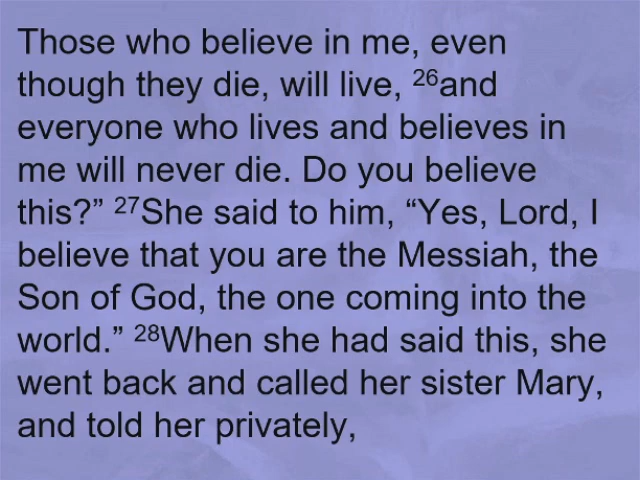 Those who believe in me, even
though they die, will live, 26and
everyone who lives and believes in
me will never die. Do you believe
this?” 27She said to him, “Yes, Lord, I
believe that you are the Messiah, the
Son of God, the one coming into the
world.” 28When she had said this, she
went back and called her sister Mary,
and told her privately,